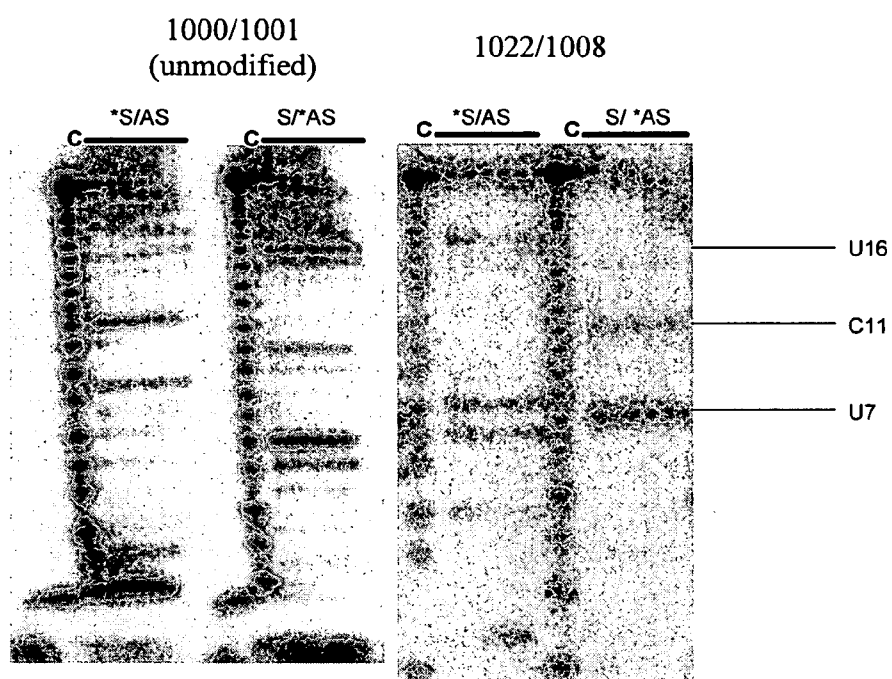 1000/1001
(unmodified)
1022/1008
C *S/AS
C S/*AS
C *S/AS
C S/ *AS
U16
C11
U7